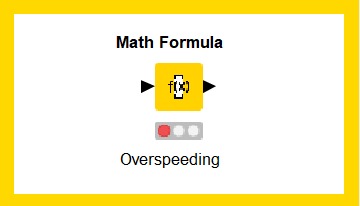 Math Formula
f(x)
Overspeeding